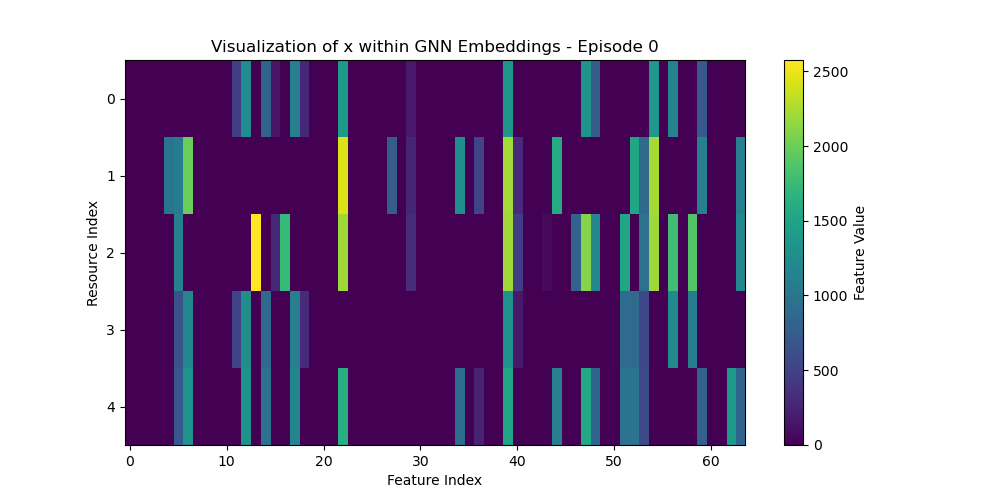 Visualization of x within GNN Embeddings - Episode 0
Resource Index
0
1
2
3
4
0 10 20 30 40 50 60
Feature Index
2500
2000
1500
1000
500
0
Feature Value